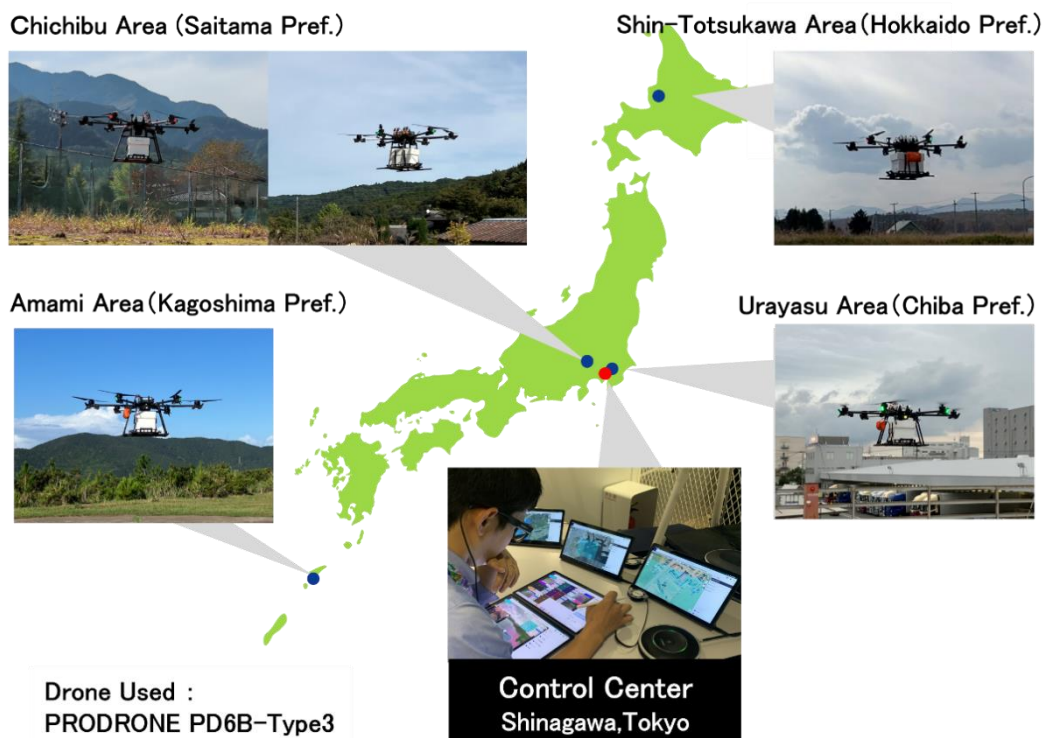 Chichibu Area (Saitama Pref.)
Shin-Totsukawa Area(Hokkaido Pref.)
Amami Area(Kagoshima Pref.)
Urayasu Area(Chiba Pref.)
Control Center
Shinagawa,Tokyo
Drone Used :
PRODRONE PD6B-Type3